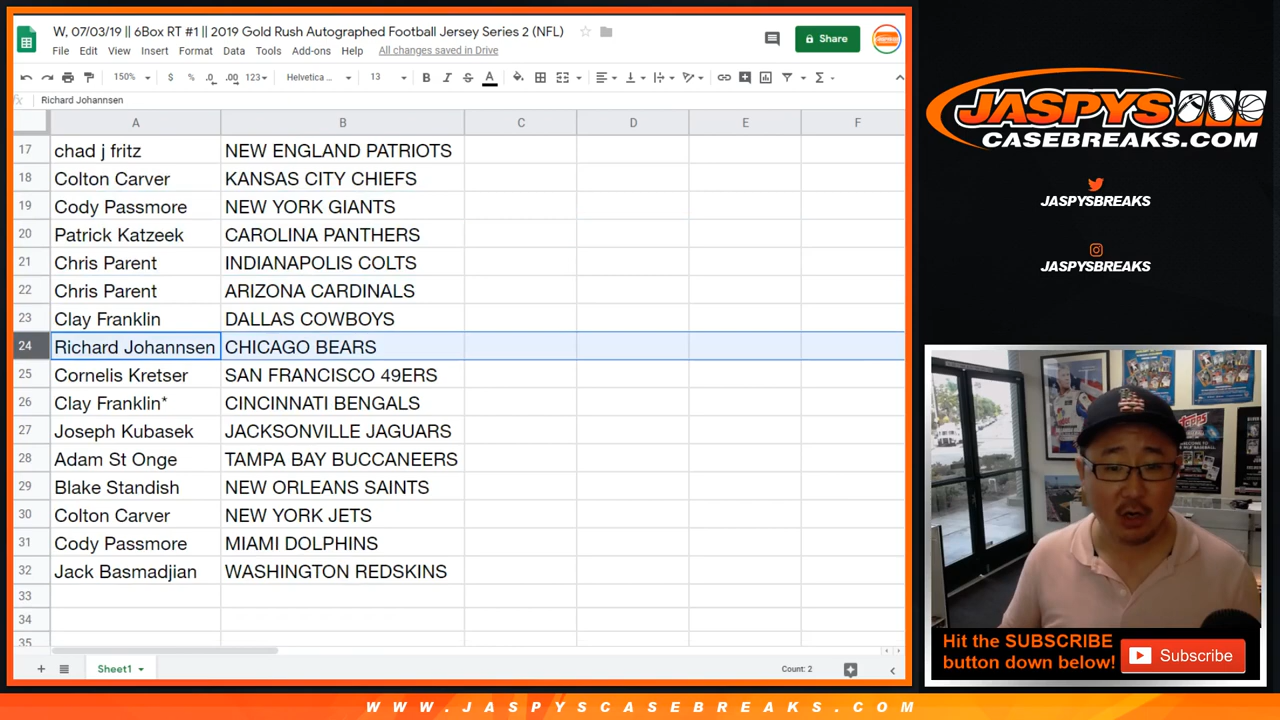 W, 07/03/19 || 6Box RT #1 || 2019 Gold Rush Autographed Football Jersey Series 2 (NFL)
File Edit View Insert Format Data Tools Add-ons Help All changes saved in Drive
Share
150% $ % .0 .00 123 Helvetica ... 13 B I S A
fx Richard Johannsen
A B C D E F
17 chad j fritz NEW ENGLAND PATRIOTS
18 Colton Carver KANSAS CITY CHIEFS
19 Cody Passmore NEW YORK GIANTS
20 Patrick Katzeek CAROLINA PANTHERS
21 Chris Parent INDIANAPOLIS COLTS
22 Chris Parent ARIZONA CARDINALS
23 Clay Franklin DALLAS COWBOYS
24 Richard Johannsen CHICAGO BEARS
25 Cornelis Kretser SAN FRANCISCO 49ERS
26 Clay Franklin* CINCINNATI BENGALS
27 Joseph Kubasek JACKSONVILLE JAGUARS
28 Adam St Onge TAMPA BAY BUCCANEERS
29 Blake Standish NEW ORLEANS SAINTS
30 Colton Carver NEW YORK JETS
31 Cody Passmore MIAMI DOLPHINS
32 Jack Basmadjian WASHINGTON REDSKINS
33
34
35
Sheet1
Count: 2
JASPYS
CASEBREAKS.COM
JASPYSBREAKS
JASPYSBREAKS
topps
Hit the SUBSCRIBE
button down below!
Subscribe
WWW.JASPYSCASEBREAKS.COM